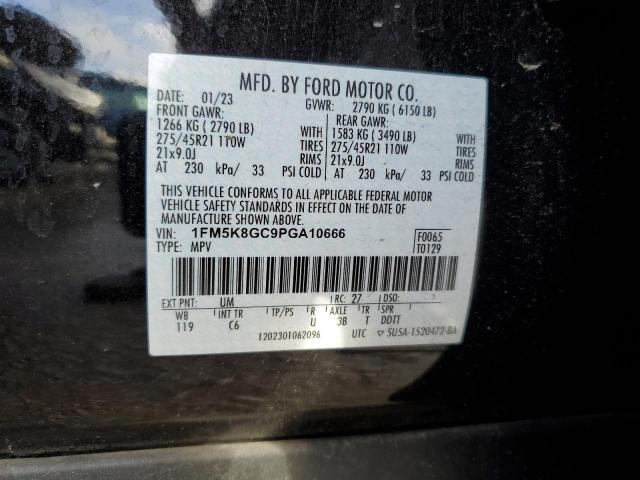 MFD. BY FORD MOTOR CO.
DATE: 01/23 GVWR: 2790 KG ( 6150 LB)
FRONT GAWR: REAR GAWR:
1266 KG ( 2790 LB) 1583 KG ( 3490 LB)
275/45R21 110W TIRES 275/45R21 110W TIRES
21x9.0J RIMS 21x9.0J RIMS
AT 230 kPa/ 33 PSI COLD AT 230 kPa/ 33 PSI COLD
THIS VEHICLE CONFORMS TO ALL APPLICABLE FEDERAL MOTOR
VEHICLE SAFETY STANDARDS IN EFFECT ON THE DATE OF
MANUFACTURE SHOWN ABOVE.
VIN: 1FM5K8GC9PGA10666 F0065
TYPE: MPV T0129
EXT PNT: UM RC: 27 DSO:
WB INT TR TP/PS R AXLE TR SPR
119 C6 U 3B T DDTT
1202301062096 UTC ▽ 5U5A-1520472-BA